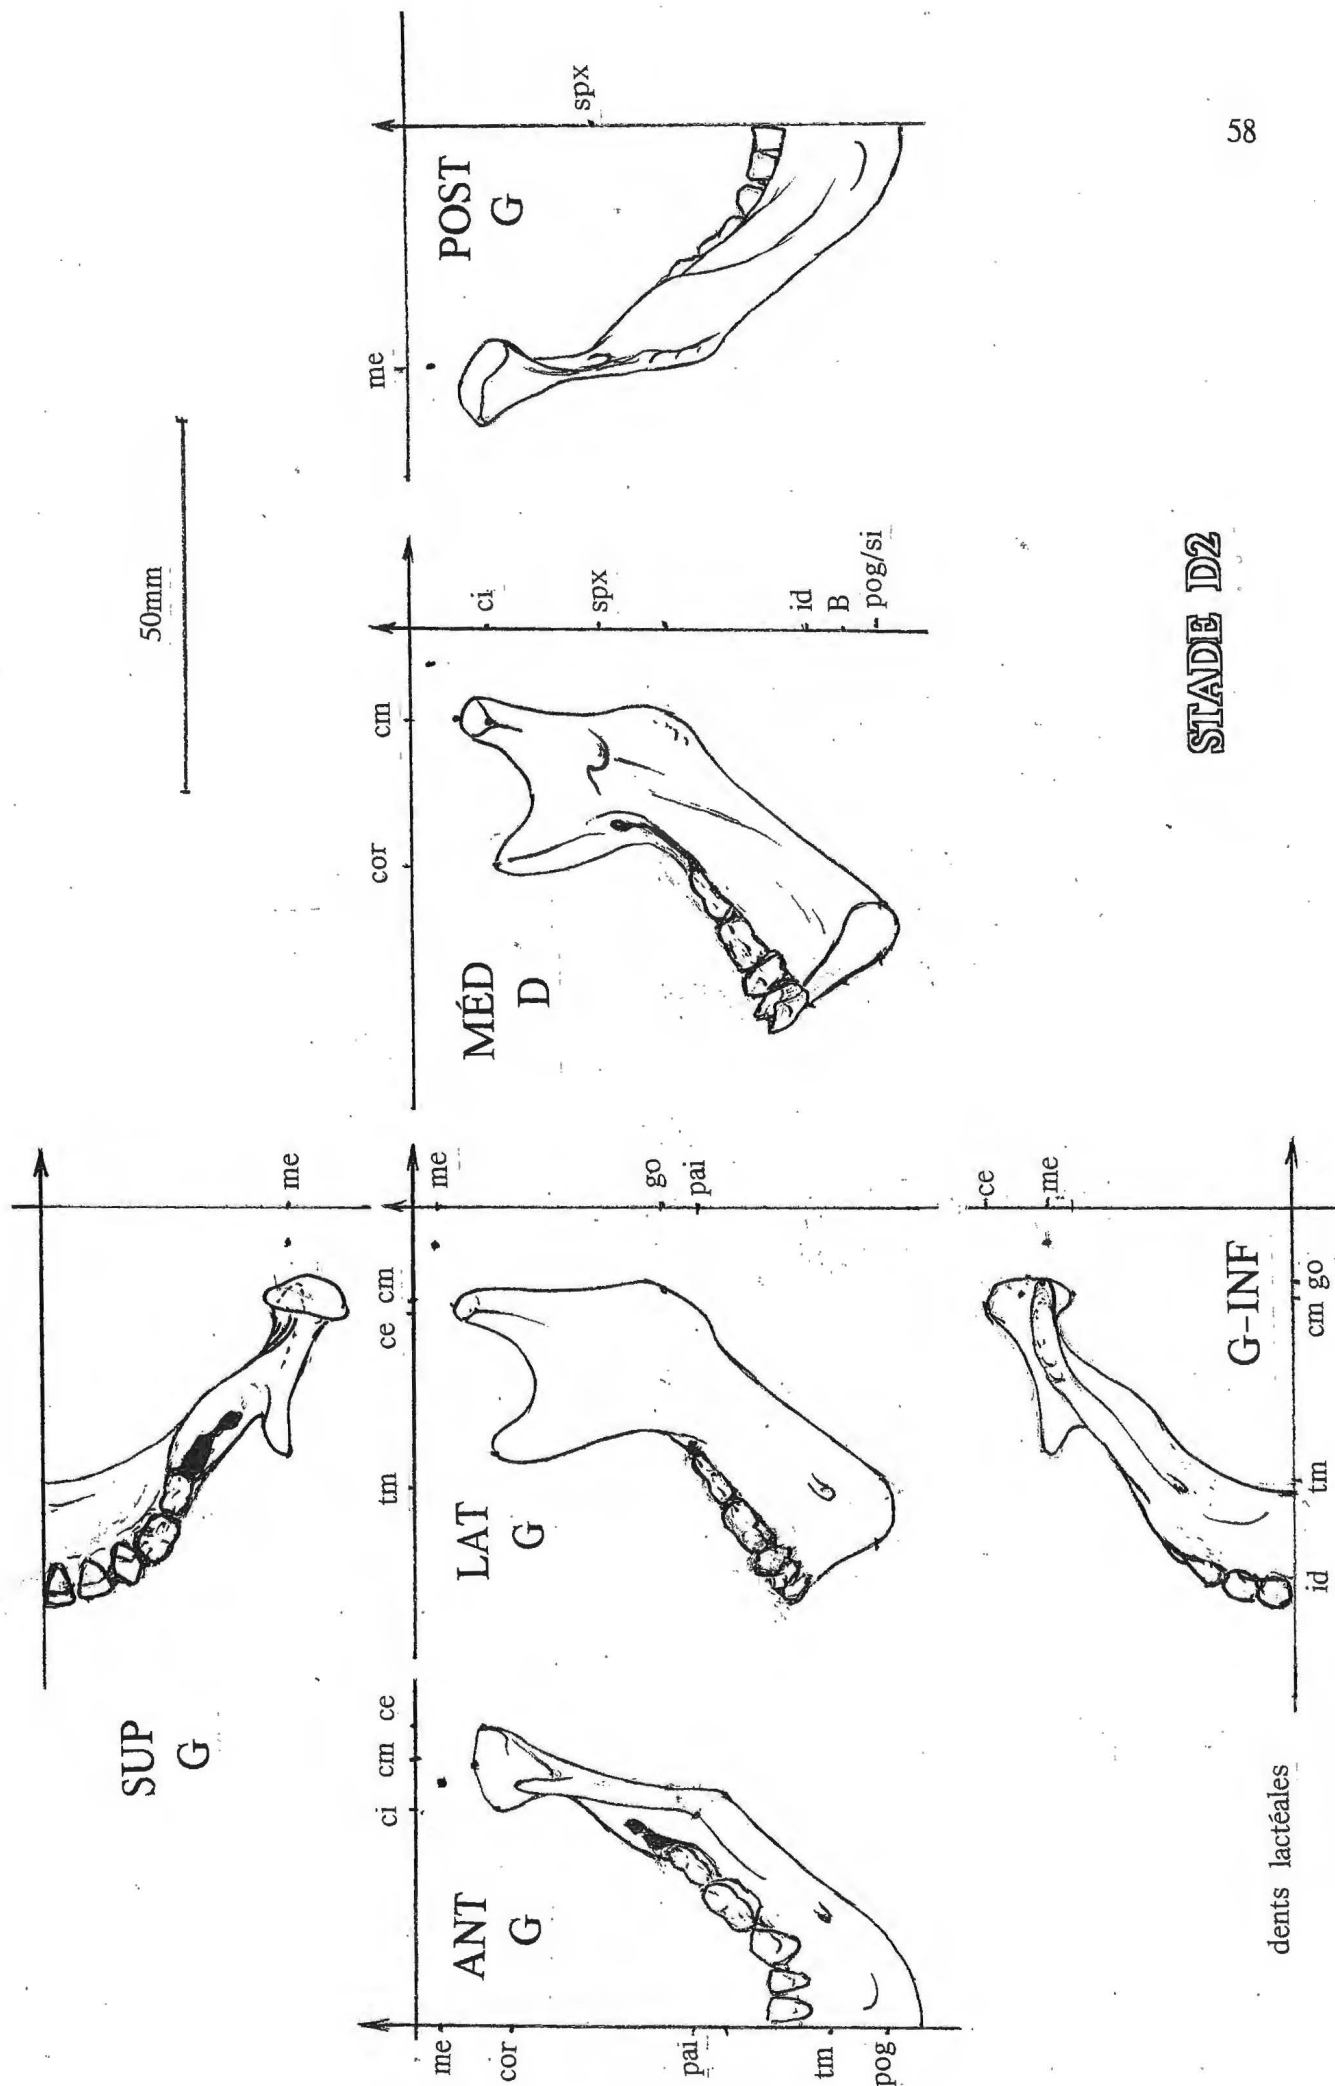 58
50mm
SUP
G
me
me
cor
pai
tm
pog
ANT
G
ci
cm
ce
LAT
G
tm
ce
cm
me
go
pai
MÉD
D
cor
cm
ci
spx
id
B
pog/si
POST
G
me
spx
G-INF
ce
me
id
tm
cm
go
dents lactéales
STADE D2